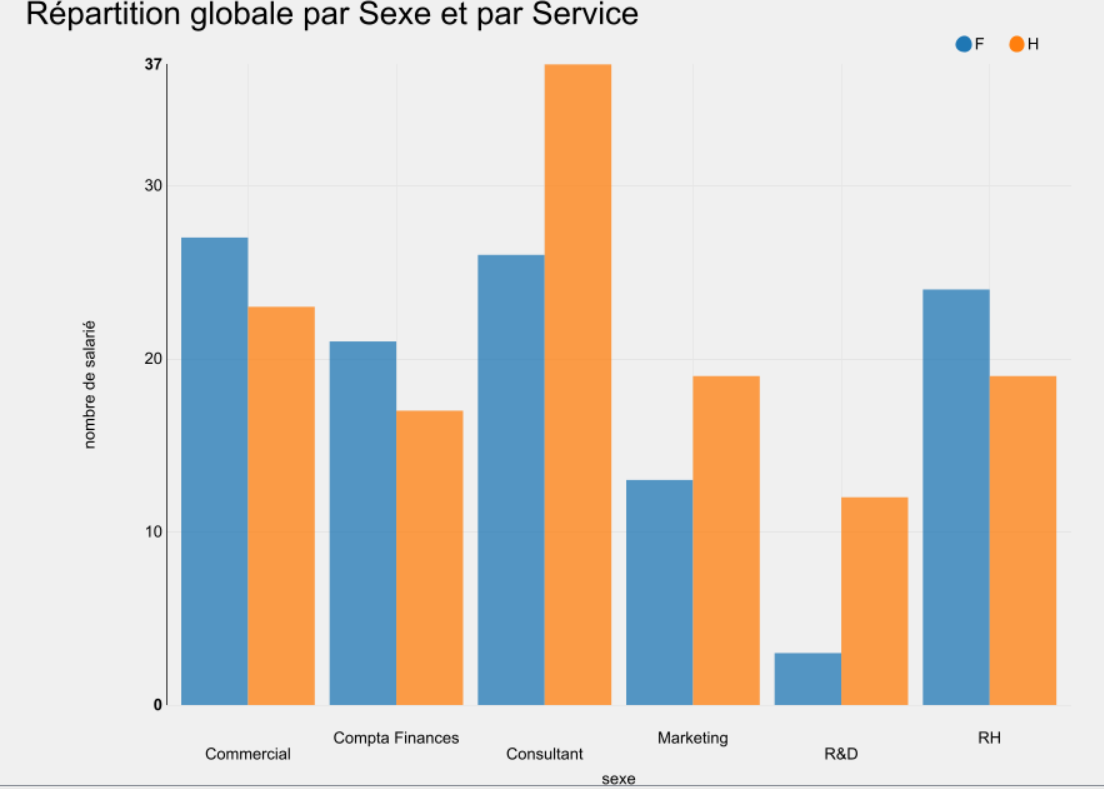 Répartition globale par Sexe et par Service
F H
37
30
20
10
0
nombre de salarié
Commercial Compta Finances Consultant Marketing R&D RH
sexe